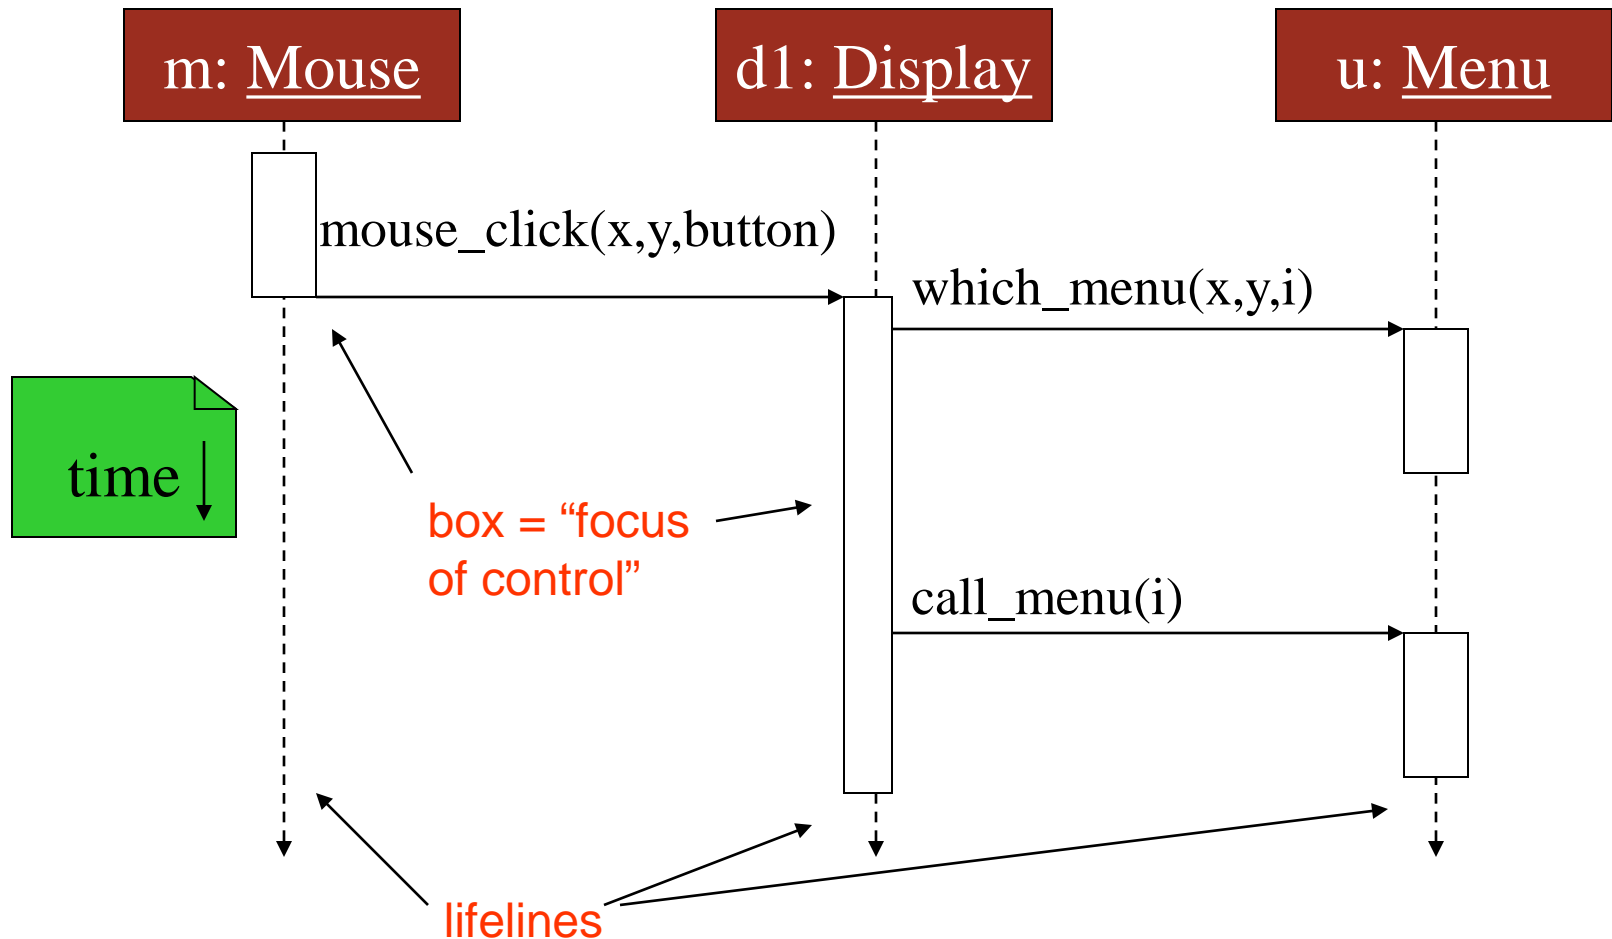 m: Mouse
d1: Display
u: Menu
mouse_click(x,y,button)
which_menu(x,y,i)
time
box = “focus
of control”
call_menu(i)
lifelines